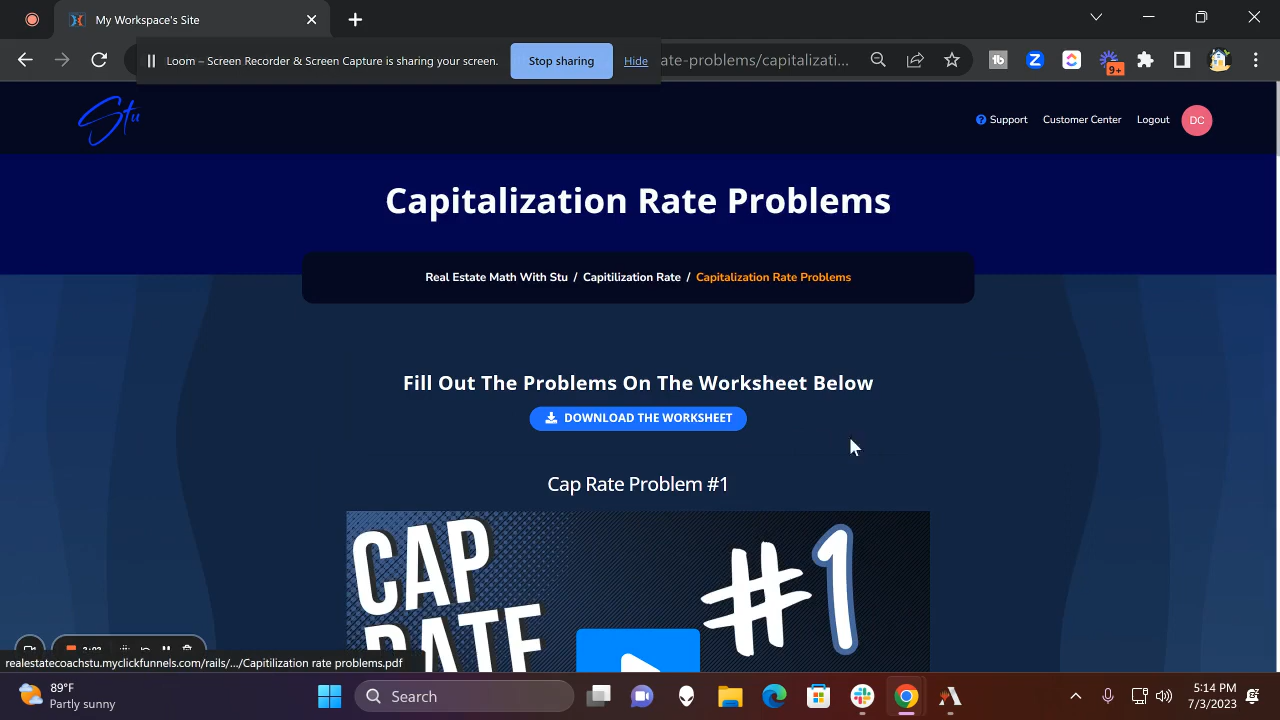 My Workspace's Site
Loom – Screen Recorder & Screen Capture is sharing your screen.
Stop sharing
Hide
ate-problems/capitalizati...
9+
Stu
Support
Customer Center
Logout
DC
Capitalization Rate Problems
Real Estate Math With Stu / Capitilization Rate / Capitalization Rate Problems
Fill Out The Problems On The Worksheet Below
DOWNLOAD THE WORKSHEET
Cap Rate Problem #1
CAP
RATE
#1
realestatecoachstu.myclickfunnels.com/rails/.../Capitilization rate problems.pdf
89°F
Partly sunny
Search
5:14 PM
7/3/2023